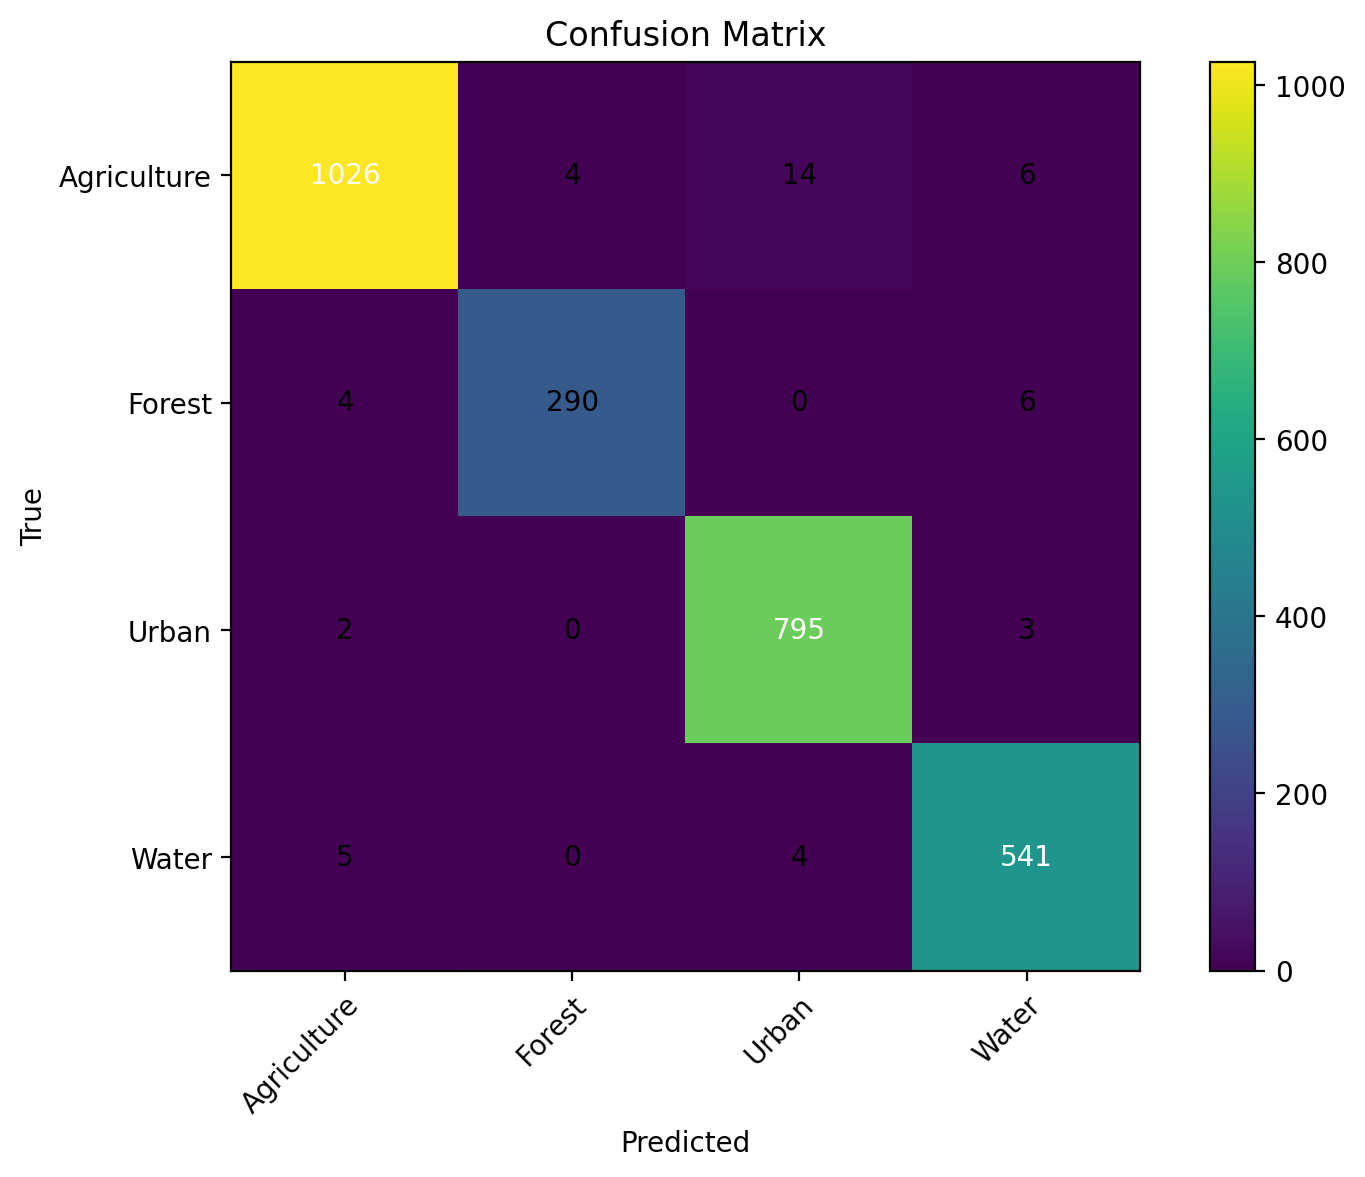 Confusion Matrix
Agriculture 1026 4 14 6
Forest 4 290 0 6
Urban 2 0 795 3
Water 5 0 4 541
True
Agriculture Forest Urban Water
Predicted
1000
800
600
400
200
0